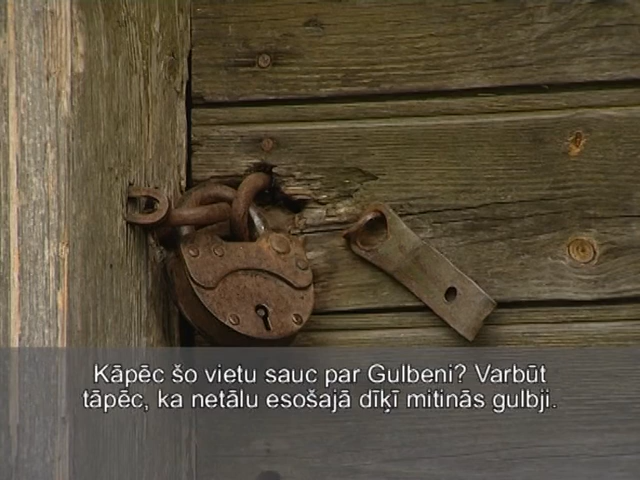 Kāpēc šo vietu sauc par Gulbeni? Varbūt
tāpēc, ka netālu esošajā dīķī mitinās gulbji.